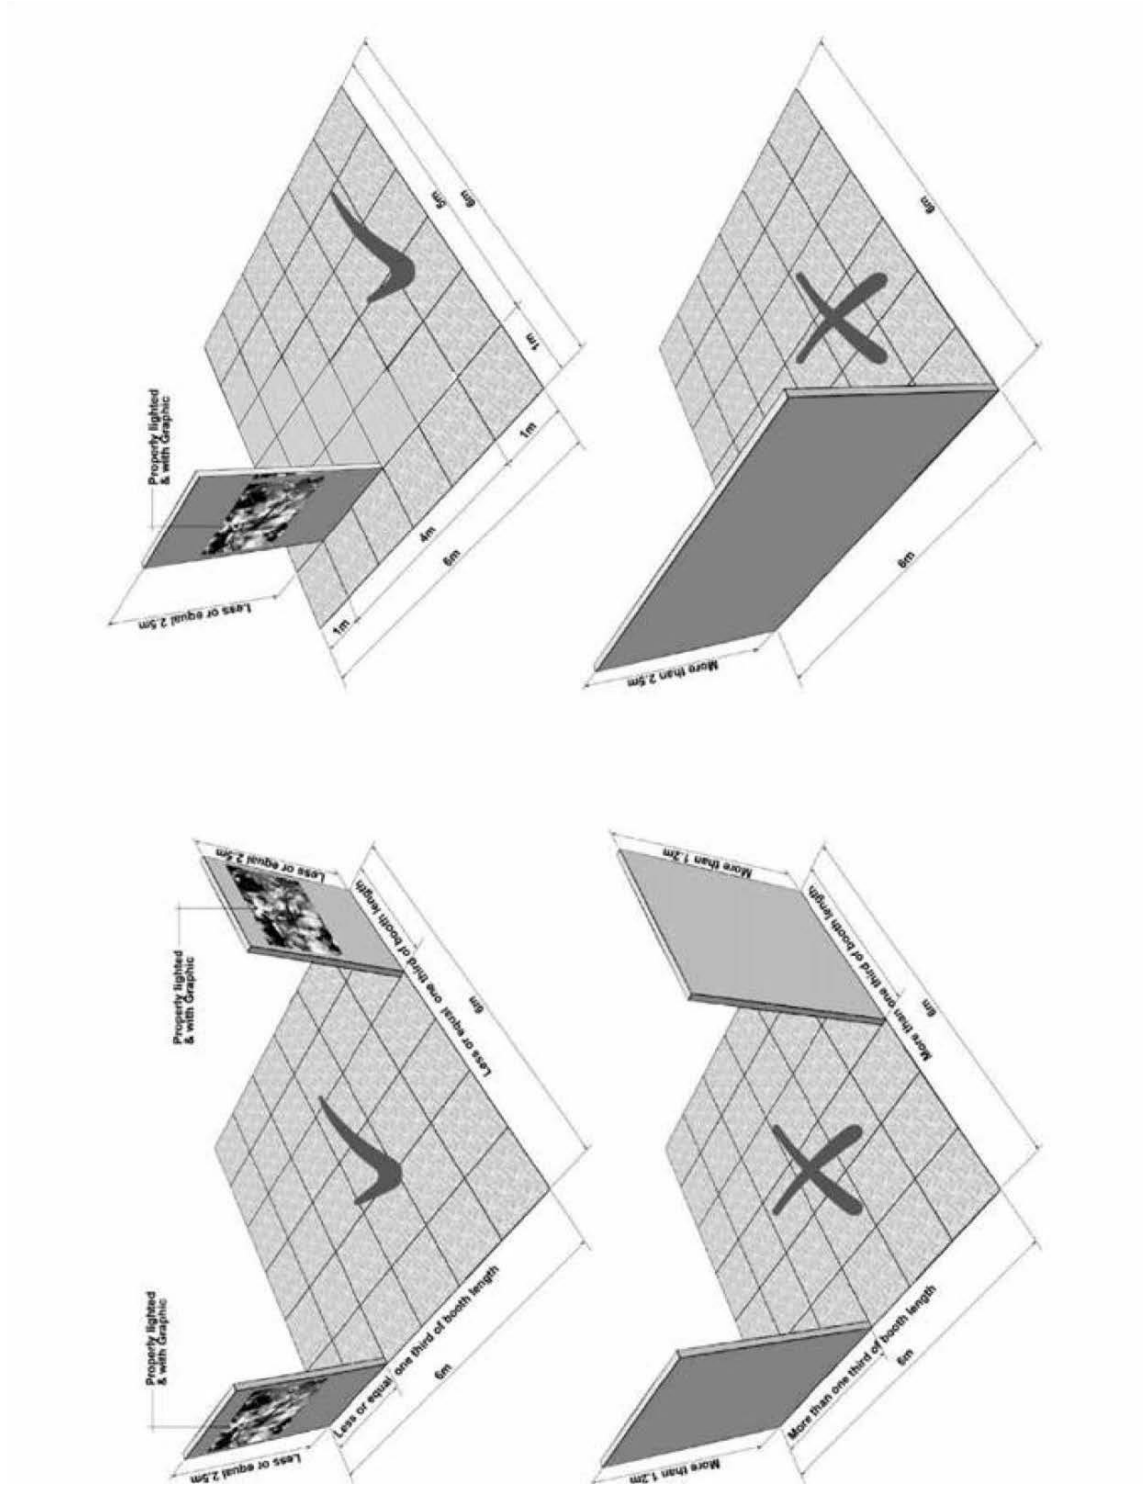 6m
5m
1m
1m
4m
6m
1m
Properly lighted
& with Graphic
Less or equal 2.5m
6m
6m
More than 2.5m
Less or equal 2.5m
Less or equal one third of booth length
6m
Properly lighted
& with Graphic
Properly lighted
& with Graphic
Less or equal 2.5m
Less or equal one third of booth length
6m
More than 1.2m
More than one third of booth length
6m
More than 1.2m
More than one third of booth length
6m